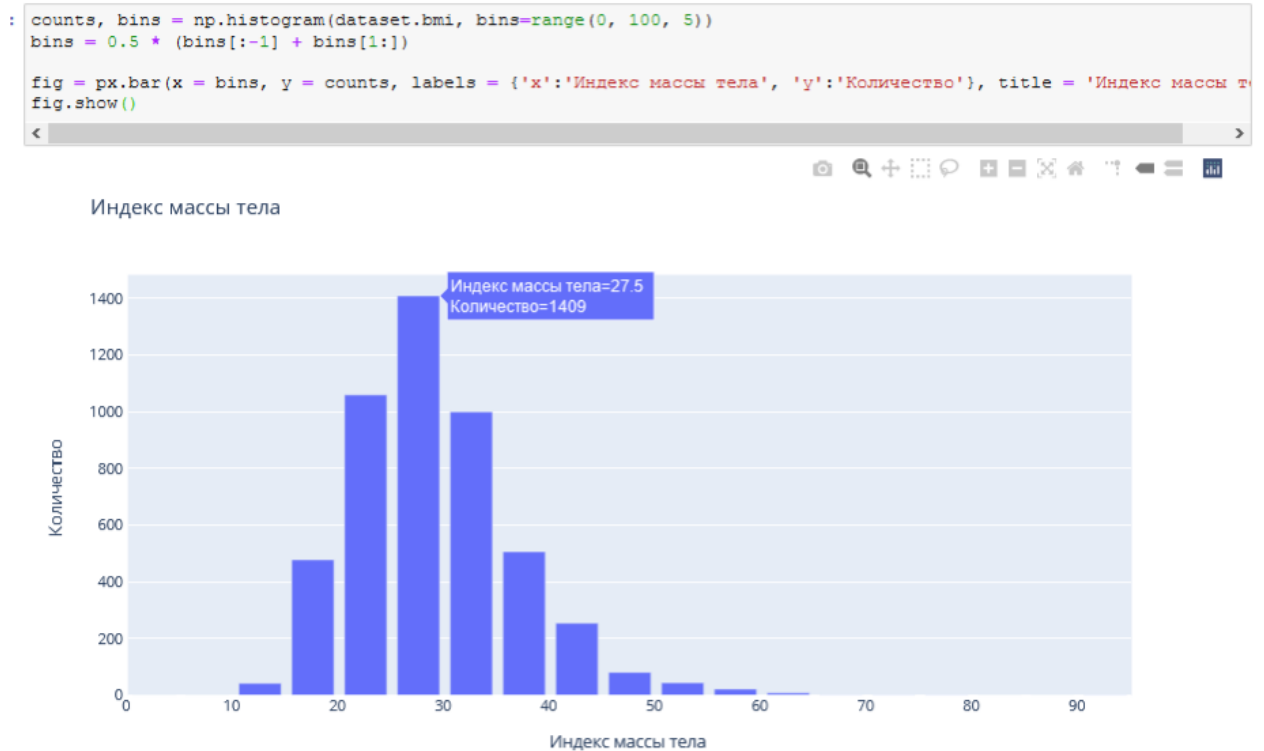 : counts, bins = np.histogram(dataset.bmi, bins=range(0, 100, 5))
bins = 0.5 * (bins[:-1] + bins[1:])
fig = px.bar(x = bins, y = counts, labels = {'x':'Индекс массы тела', 'y':'Количество'}, title = 'Индекс массы
fig.show()
Индекс массы тела
Индекс массы тела=27.5
Количество=1409
1400
1200
1000
800
600
400
200
0
Количество
0 10 20 30 40 50 60 70 80 90
Индекс массы тела